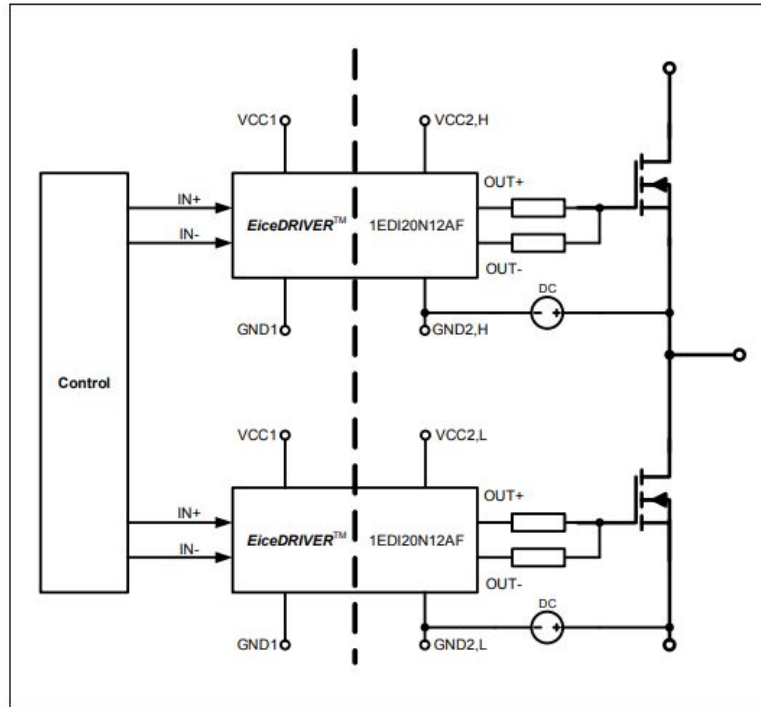 VCC1
VCC2,H
OUT+
IN+
EiceDRIVER™
1EDI20N12AF
IN-
OUT-
DC
- +
GND1
GND2,H
Control
VCC1
VCC2,L
OUT+
IN+
EiceDRIVER™
1EDI20N12AF
IN-
OUT-
DC
- +
GND1
GND2,L